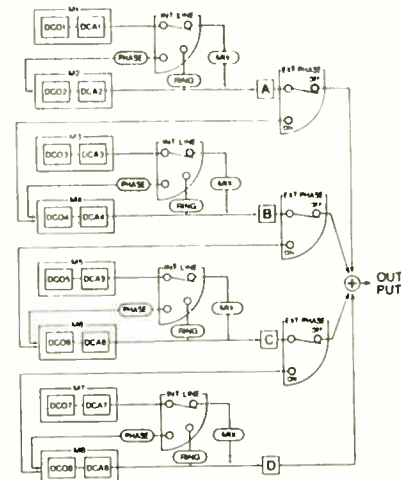 M1
INT LINE
DCO1 DCA1
PHASE
MIX
M2
RING
DCO2 DCA2
A
EXT PHASE
OFF
ON
M3
INT LINE
DCO3 DCA3
PHASE
MIX
M4
RING
DCO4 DCA4
B
EXT PHASE
OFF
ON
M5
INT LINE
DCO5 DCA5
PHASE
MIX
OUT
PUT
M6
RING
DCO6 DCA6
C
EXT PHASE
OFF
ON
M7
INT LINE
DCO7 DCA7
PHASE
MIX
M8
RING
DCO8 DCA8
D